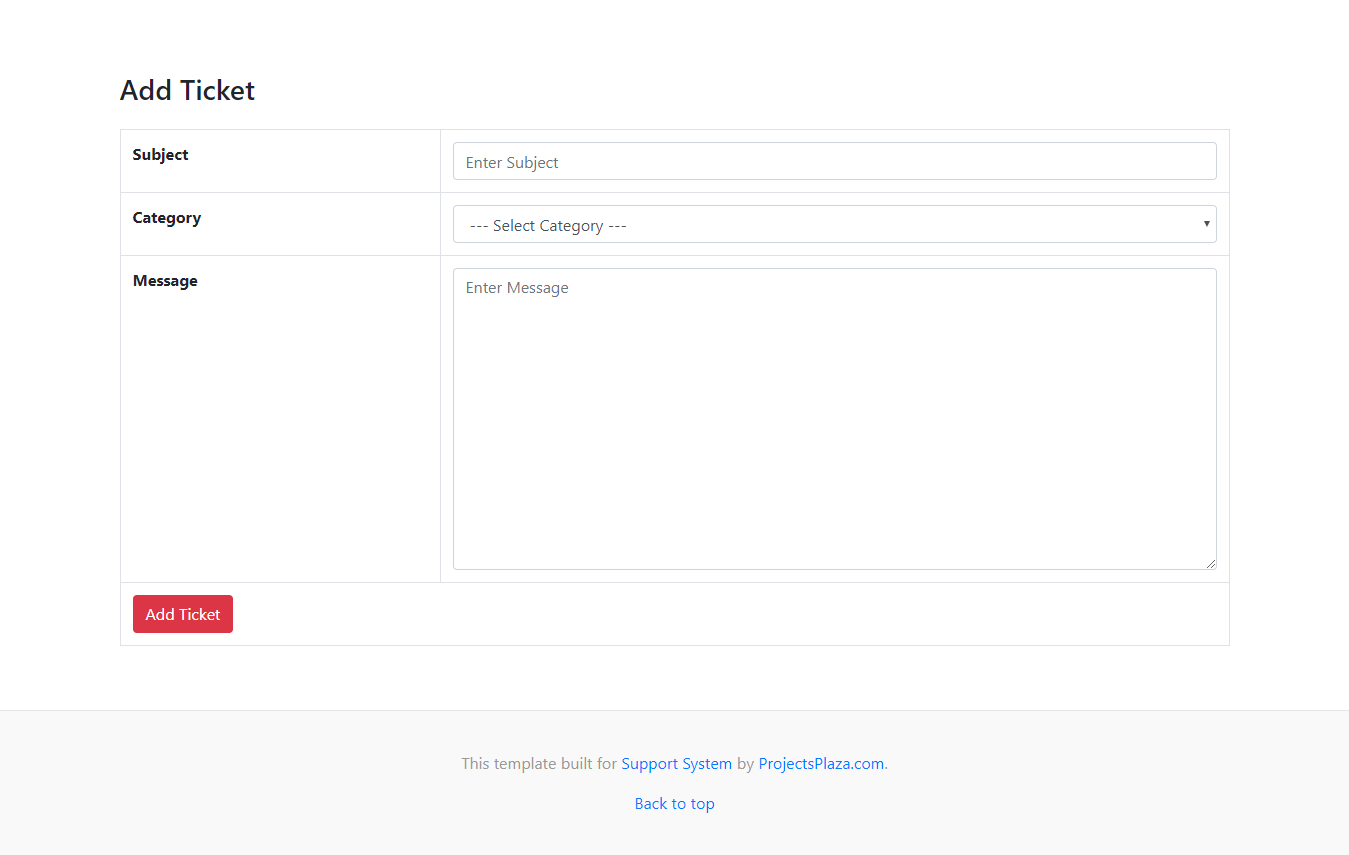 Add Ticket
Subject
Enter Subject
Category
--- Select Category ---
Message
Enter Message
Add Ticket
This template built for Support System by ProjectsPlaza.com.
Back to top